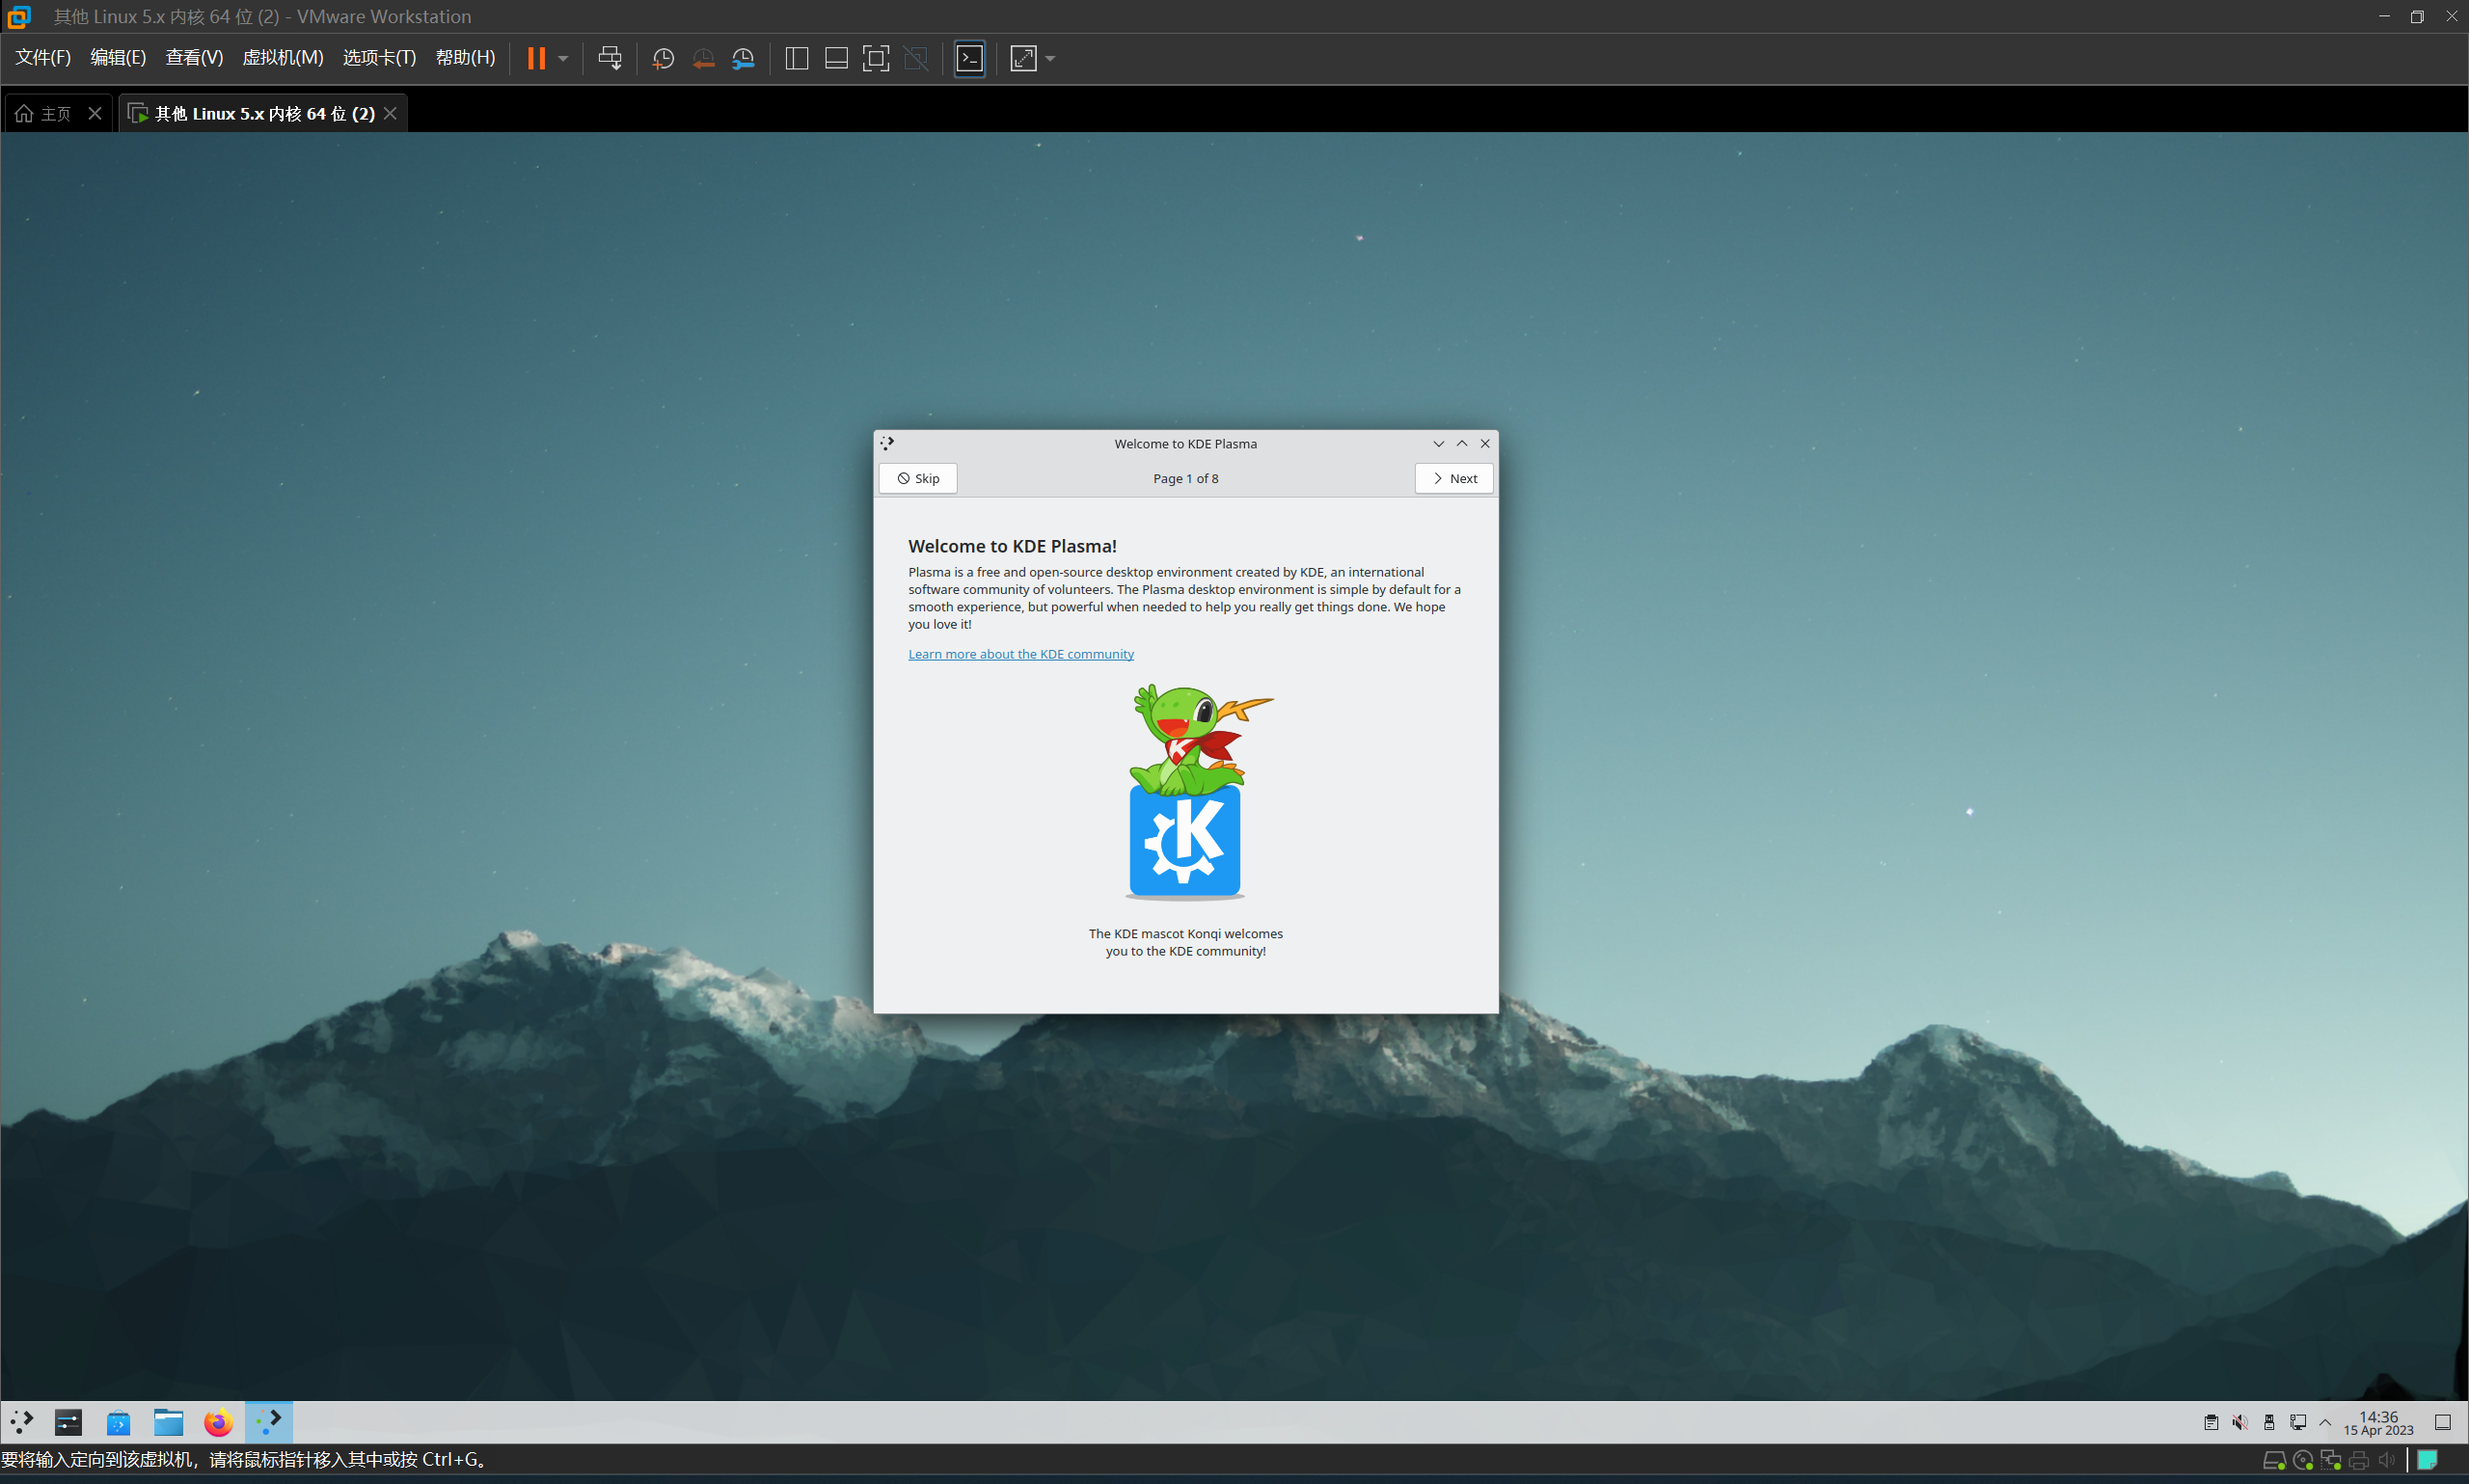 其他 Linux 5.x 内核 64 位 (2) - VMware Workstation
文件(F) 编辑(E) 查看(V) 虚拟机(M) 选项卡(T) 帮助(H)
主页 其他 Linux 5.x 内核 64 位 (2)
Welcome to KDE Plasma
Skip Page 1 of 8 Next
Welcome to KDE Plasma!
Plasma is a free and open-source desktop environment created by KDE, an international
software community of volunteers. The Plasma desktop environment is simple by default for a
smooth experience, but powerful when needed to help you really get things done. We hope
you love it!
Learn more about the KDE community
K
K
The KDE mascot Konqi welcomes
you to the KDE community!
14:36
15 Apr 2023
要将输入定向到该虚拟机，请将鼠标指针移入其中或按 Ctrl+G。